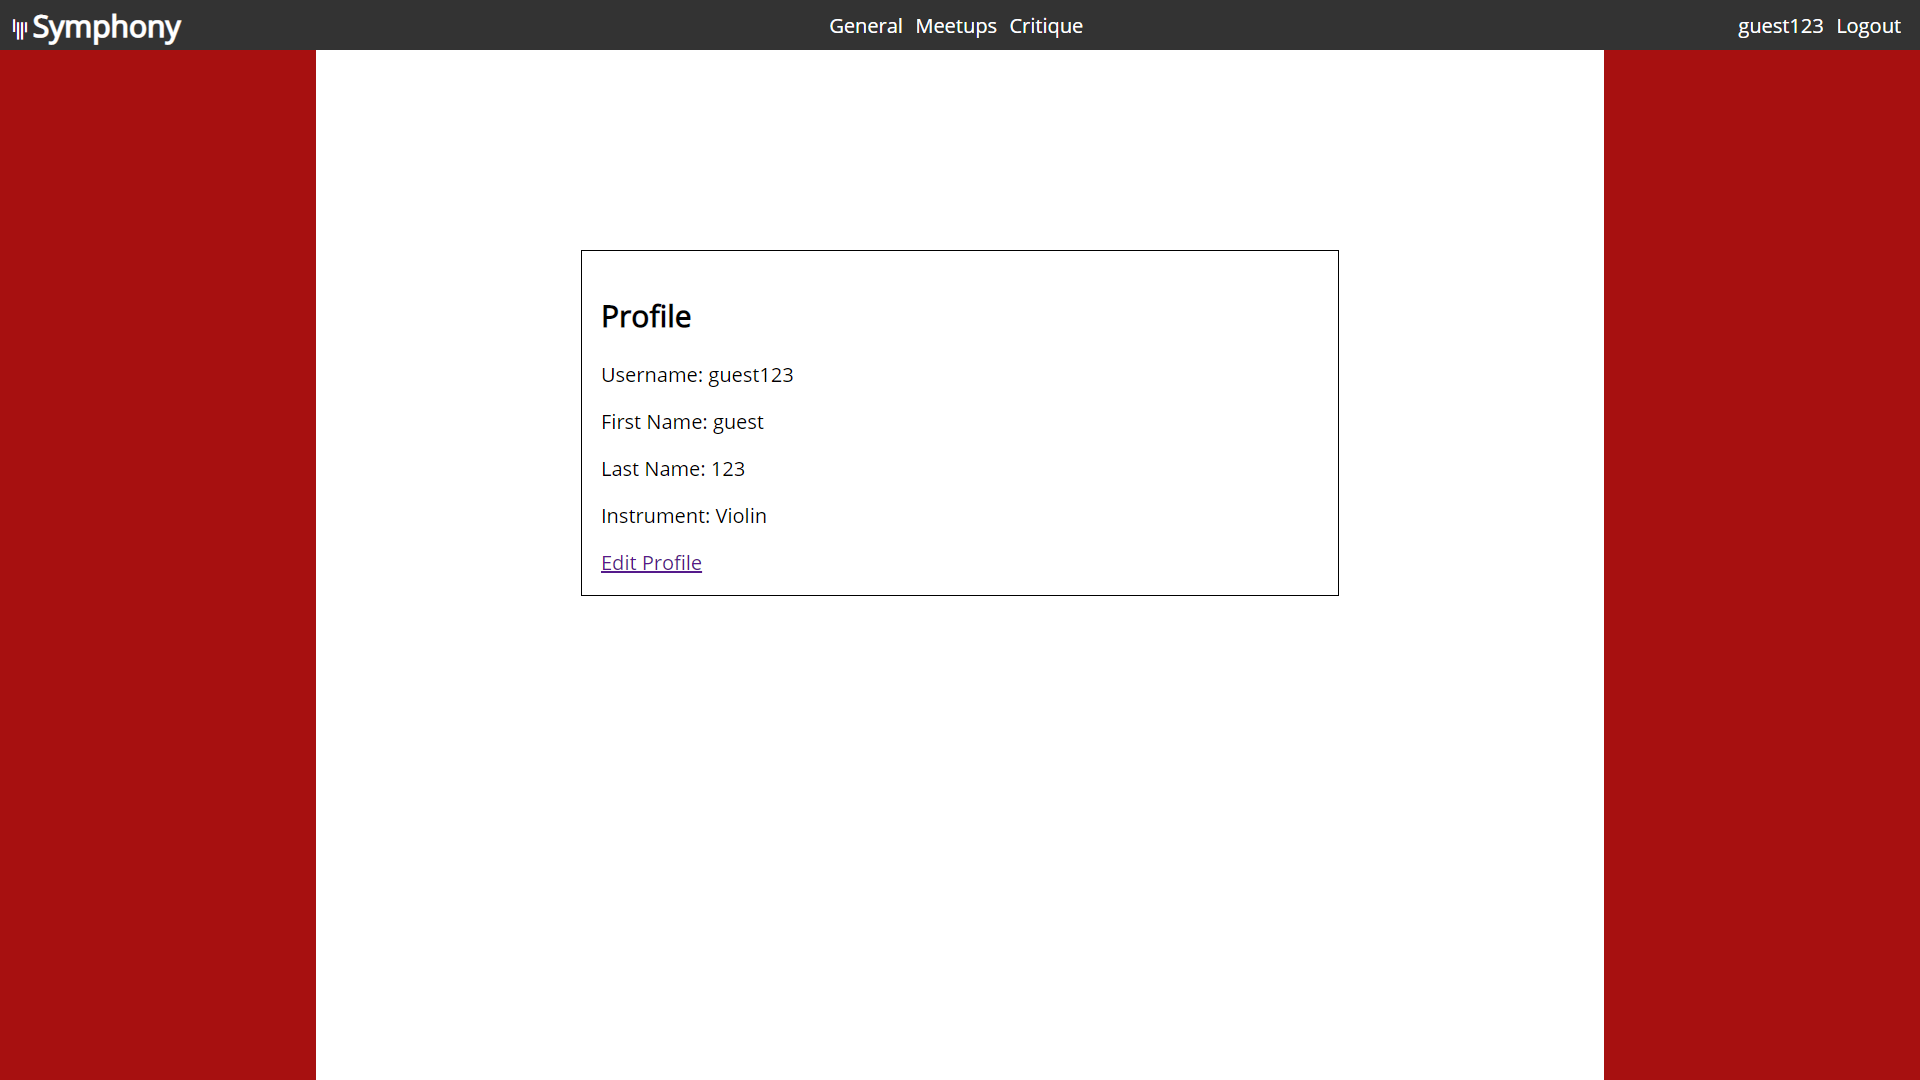 Symphony General Meetups Critique guest123 Logout
Profile
Username: guest123
First Name: guest
Last Name: 123
Instrument: Violin
Edit Profile